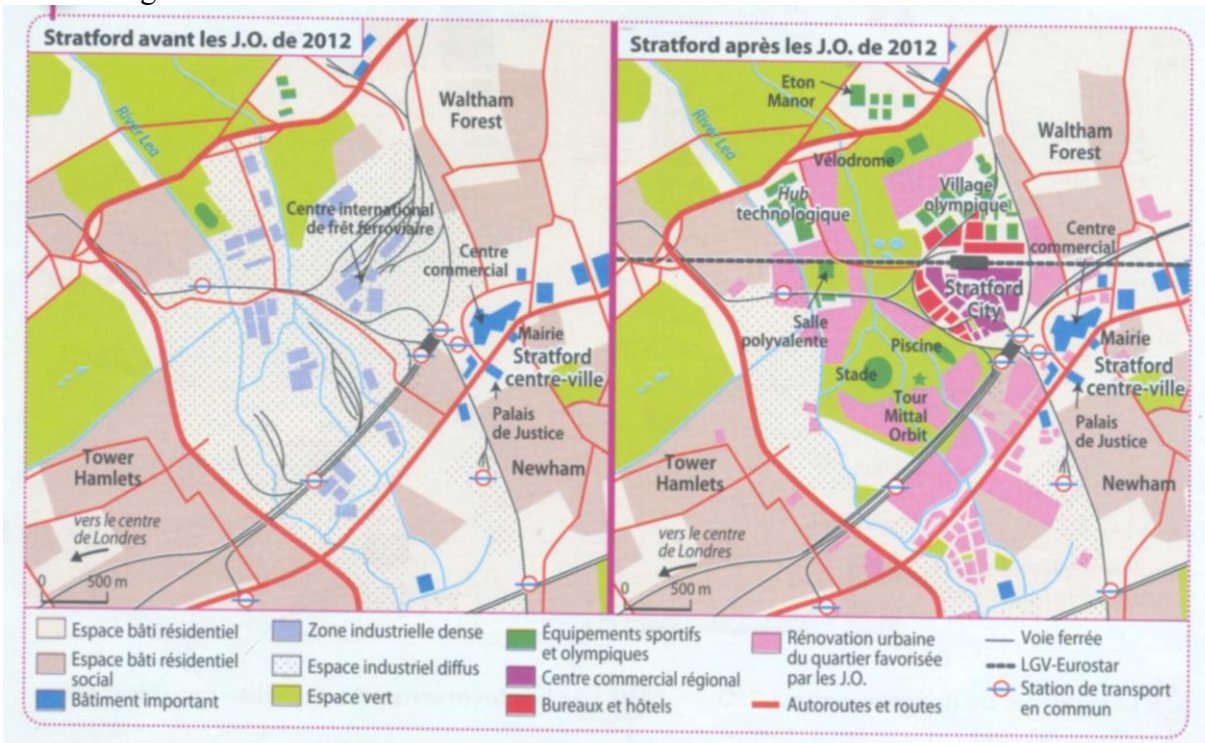 Stratford avant les J.O. de 2012
River Lea
Waltham
Forest
Centre international
de frêt ferroviaire
Centre
commercial
Mairie
Stratford
centre-ville
Palais
de Justice
Newham
Tower
Hamlets
vers le centre
de Londres
0 500 m
Stratford après les J.O. de 2012
Eton
Manor
River Lea
Waltham
Forest
Vélodrome
Hub
technologique
Village
olympique
Centre
commercial
Stratford
City
Salle
polyvalente
Piscine
Mairie
Stade
Stratford
centre-ville
Tour
Mittal
Orbit
Palais
de Justice
Tower
Hamlets
Newham
vers le centre
de Londres
0 500 m
Espace bâti résidentiel
Espace bâti résidentiel
social
Bâtiment important
Zone industrielle dense
Espace industriel diffus
Espace vert
Équipements sportifs
et olympiques
Centre commercial régional
Bureaux et hôtels
Rénovation urbaine
du quartier favorisée
par les J.O.
Autoroutes et routes
Voie ferrée
LGV-Eurostar
Station de transport
en commun